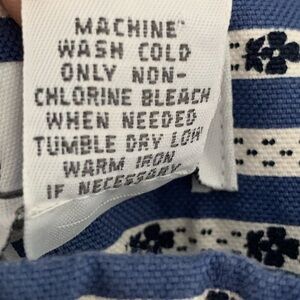 MACHINE
WASH COLD
ONLY NON-
CHLORINE BLEACH
WHEN NEEDED
TUMBLE DRY LOW
WARM IRON
IF NECESSARY